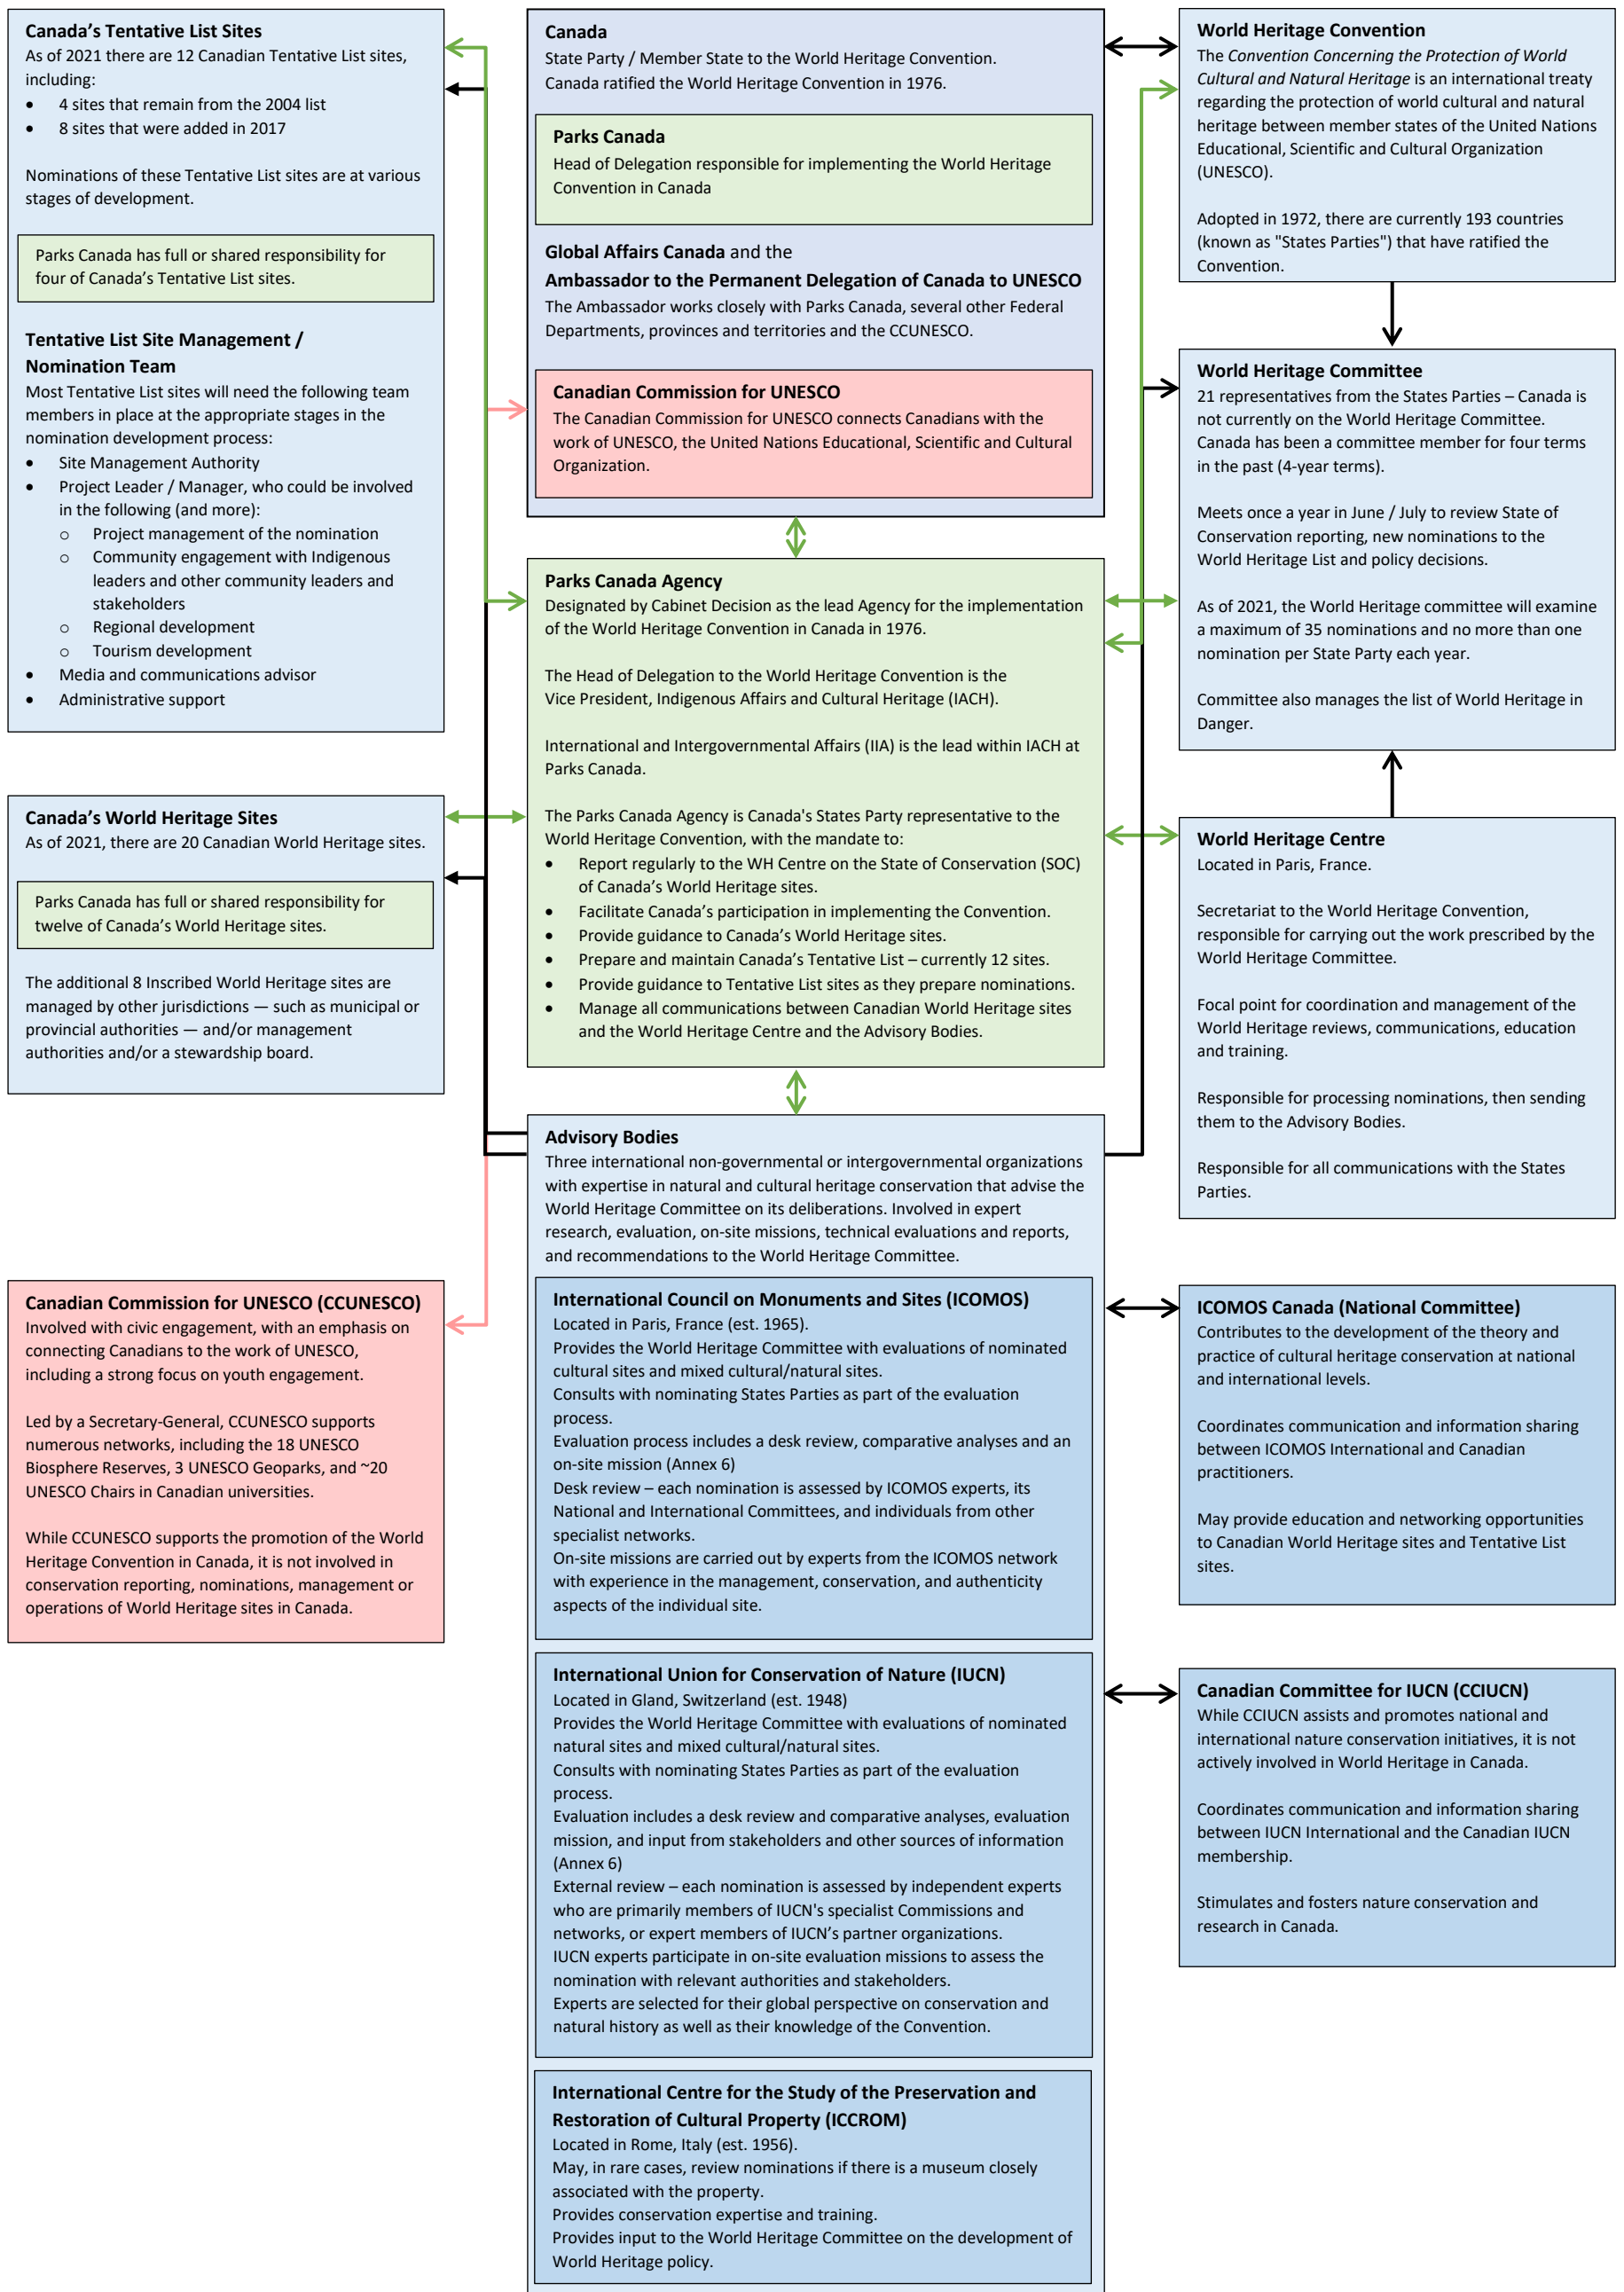 Canada's Tentative List Sites
As of 2021 there are 12 Canadian Tentative List sites,
including:
• 4 sites that remain from the 2004 list
• 8 sites that were added in 2017
Nominations of these Tentative List sites are at various
stages of development.
Parks Canada has full or shared responsibility for
four of Canada's Tentative List sites.
Tentative List Site Management /
Nomination Team
Most Tentative List sites will need the following team
members in place at the appropriate stages in the
nomination development process:
• Site Management Authority
• Project Leader / Manager, who could be involved
in the following (and more):
o Project management of the nomination
o Community engagement with Indigenous
leaders and other community leaders and
stakeholders
o Regional development
o Tourism development
• Media and communications advisor
• Administrative support
Canada's World Heritage Sites
As of 2021, there are 20 Canadian World Heritage sites.
Parks Canada has full or shared responsibility for
twelve of Canada's World Heritage sites.
The additional 8 Inscribed World Heritage sites are
managed by other jurisdictions — such as municipal or
provincial authorities — and/or management
authorities and/or a stewardship board.
Canadian Commission for UNESCO (CCUNESCO)
Involved with civic engagement, with an emphasis on
connecting Canadians to the work of UNESCO,
including a strong focus on youth engagement.
Led by a Secretary-General, CCUNESCO supports
numerous networks, including the 18 UNESCO
Biosphere Reserves, 3 UNESCO Geoparks, and ~20
UNESCO Chairs in Canadian universities.
While CCUNESCO supports the promotion of the World
Heritage Convention in Canada, it is not involved in
conservation reporting, nominations, management or
operations of World Heritage sites in Canada.
Canada
State Party / Member State to the World Heritage Convention.
Canada ratified the World Heritage Convention in 1976.
Parks Canada
Head of Delegation responsible for implementing the World Heritage
Convention in Canada
Global Affairs Canada and the
Ambassador to the Permanent Delegation of Canada to UNESCO
The Ambassador works closely with Parks Canada, several other Federal
Departments, provinces and territories and the CCUNESCO.
Canadian Commission for UNESCO
The Canadian Commission for UNESCO connects Canadians with the
work of UNESCO, the United Nations Educational, Scientific and Cultural
Organization.
Parks Canada Agency
Designated by Cabinet Decision as the lead Agency for the implementation
of the World Heritage Convention in Canada in 1976.
The Head of Delegation to the World Heritage Convention is the
Vice President, Indigenous Affairs and Cultural Heritage (IACH).
International and Intergovernmental Affairs (IIA) is the lead within IACH at
Parks Canada.
The Parks Canada Agency is Canada's States Party representative to the
World Heritage Convention, with the mandate to:
• Report regularly to the WH Centre on the State of Conservation (SOC)
of Canada's World Heritage sites.
• Facilitate Canada's participation in implementing the Convention.
• Provide guidance to Canada's World Heritage sites.
• Prepare and maintain Canada's Tentative List – currently 12 sites.
• Provide guidance to Tentative List sites as they prepare nominations.
• Manage all communications between Canadian World Heritage sites
and the World Heritage Centre and the Advisory Bodies.
Advisory Bodies
Three international non-governmental or intergovernmental organizations
with expertise in natural and cultural heritage conservation that advise the
World Heritage Committee on its deliberations. Involved in expert
research, evaluation, on-site missions, technical evaluations and reports,
and recommendations to the World Heritage Committee.
International Council on Monuments and Sites (ICOMOS)
Located in Paris, France (est. 1965).
Provides the World Heritage Committee with evaluations of nominated
cultural sites and mixed cultural/natural sites.
Consults with nominating States Parties as part of the evaluation
process.
Evaluation process includes a desk review, comparative analyses and an
on-site mission (Annex 6)
Desk review – each nomination is assessed by ICOMOS experts, its
National and International Committees, and individuals from other
specialist networks.
On-site missions are carried out by experts from the ICOMOS network
with experience in the management, conservation, and authenticity
aspects of the individual site.
International Union for Conservation of Nature (IUCN)
Located in Gland, Switzerland (est. 1948)
Provides the World Heritage Committee with evaluations of nominated
natural sites and mixed cultural/natural sites.
Consults with nominating States Parties as part of the evaluation
process.
Evaluation includes a desk review and comparative analyses, evaluation
mission, and input from stakeholders and other sources of information
(Annex 6)
External review – each nomination is assessed by independent experts
who are primarily members of IUCN's specialist Commissions and
networks, or expert members of IUCN's partner organizations.
IUCN experts participate in on-site evaluation missions to assess the
nomination with relevant authorities and stakeholders.
Experts are selected for their global perspective on conservation and
natural history as well as their knowledge of the Convention.
International Centre for the Study of the Preservation and
Restoration of Cultural Property (ICCROM)
Located in Rome, Italy (est. 1956).
May, in rare cases, review nominations if there is a museum closely
associated with the property.
Provides conservation expertise and training.
Provides input to the World Heritage Committee on the development of
World Heritage policy.
World Heritage Convention
The Convention Concerning the Protection of World
Cultural and Natural Heritage is an international treaty
regarding the protection of world cultural and natural
heritage between member states of the United Nations
Educational, Scientific and Cultural Organization
(UNESCO).
Adopted in 1972, there are currently 193 countries
(known as "States Parties") that have ratified the
Convention.
World Heritage Committee
21 representatives from the States Parties – Canada is
not currently on the World Heritage Committee.
Canada has been a committee member for four terms
in the past (4-year terms).
Meets once a year in June / July to review State of
Conservation reporting, new nominations to the
World Heritage List and policy decisions.
As of 2021, the World Heritage committee will examine
a maximum of 35 nominations and no more than one
nomination per State Party each year.
Committee also manages the list of World Heritage in
Danger.
World Heritage Centre
Located in Paris, France.
Secretariat to the World Heritage Convention,
responsible for carrying out the work prescribed by the
World Heritage Committee.
Focal point for coordination and management of the
World Heritage reviews, communications, education
and training.
Responsible for processing nominations, then sending
them to the Advisory Bodies.
Responsible for all communications with the States
Parties.
ICOMOS Canada (National Committee)
Contributes to the development of the theory and
practice of cultural heritage conservation at national
and international levels.
Coordinates communication and information sharing
between ICOMOS International and Canadian
practitioners.
May provide education and networking opportunities
to Canadian World Heritage sites and Tentative List
sites.
Canadian Committee for IUCN (CCIUCN)
While CCIUCN assists and promotes national and
international nature conservation initiatives, it is not
actively involved in World Heritage in Canada.
Coordinates communication and information sharing
between IUCN International and the Canadian IUCN
membership.
Stimulates and fosters nature conservation and
research in Canada.